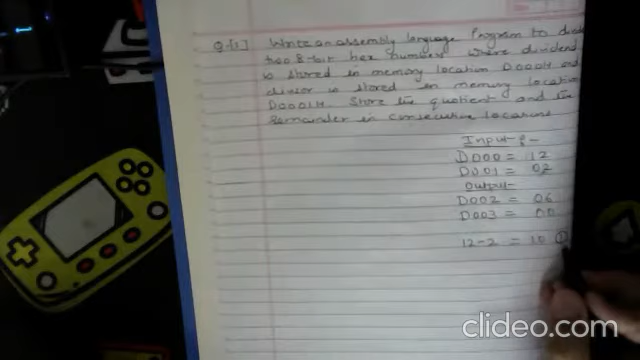 Q.[1] Write an assembly language Program to divide
two 8-bit hex numbers where dividend
is stored in memory location D000H and
divisor is stored in memory location
D0001H. Store the quotient and the
Remainder in consecutive locations
Input:-
D000 = 12
D001 = 02
Output-
D002 = 06
D003 = 00
12-2 = 10 ①
clideo.com